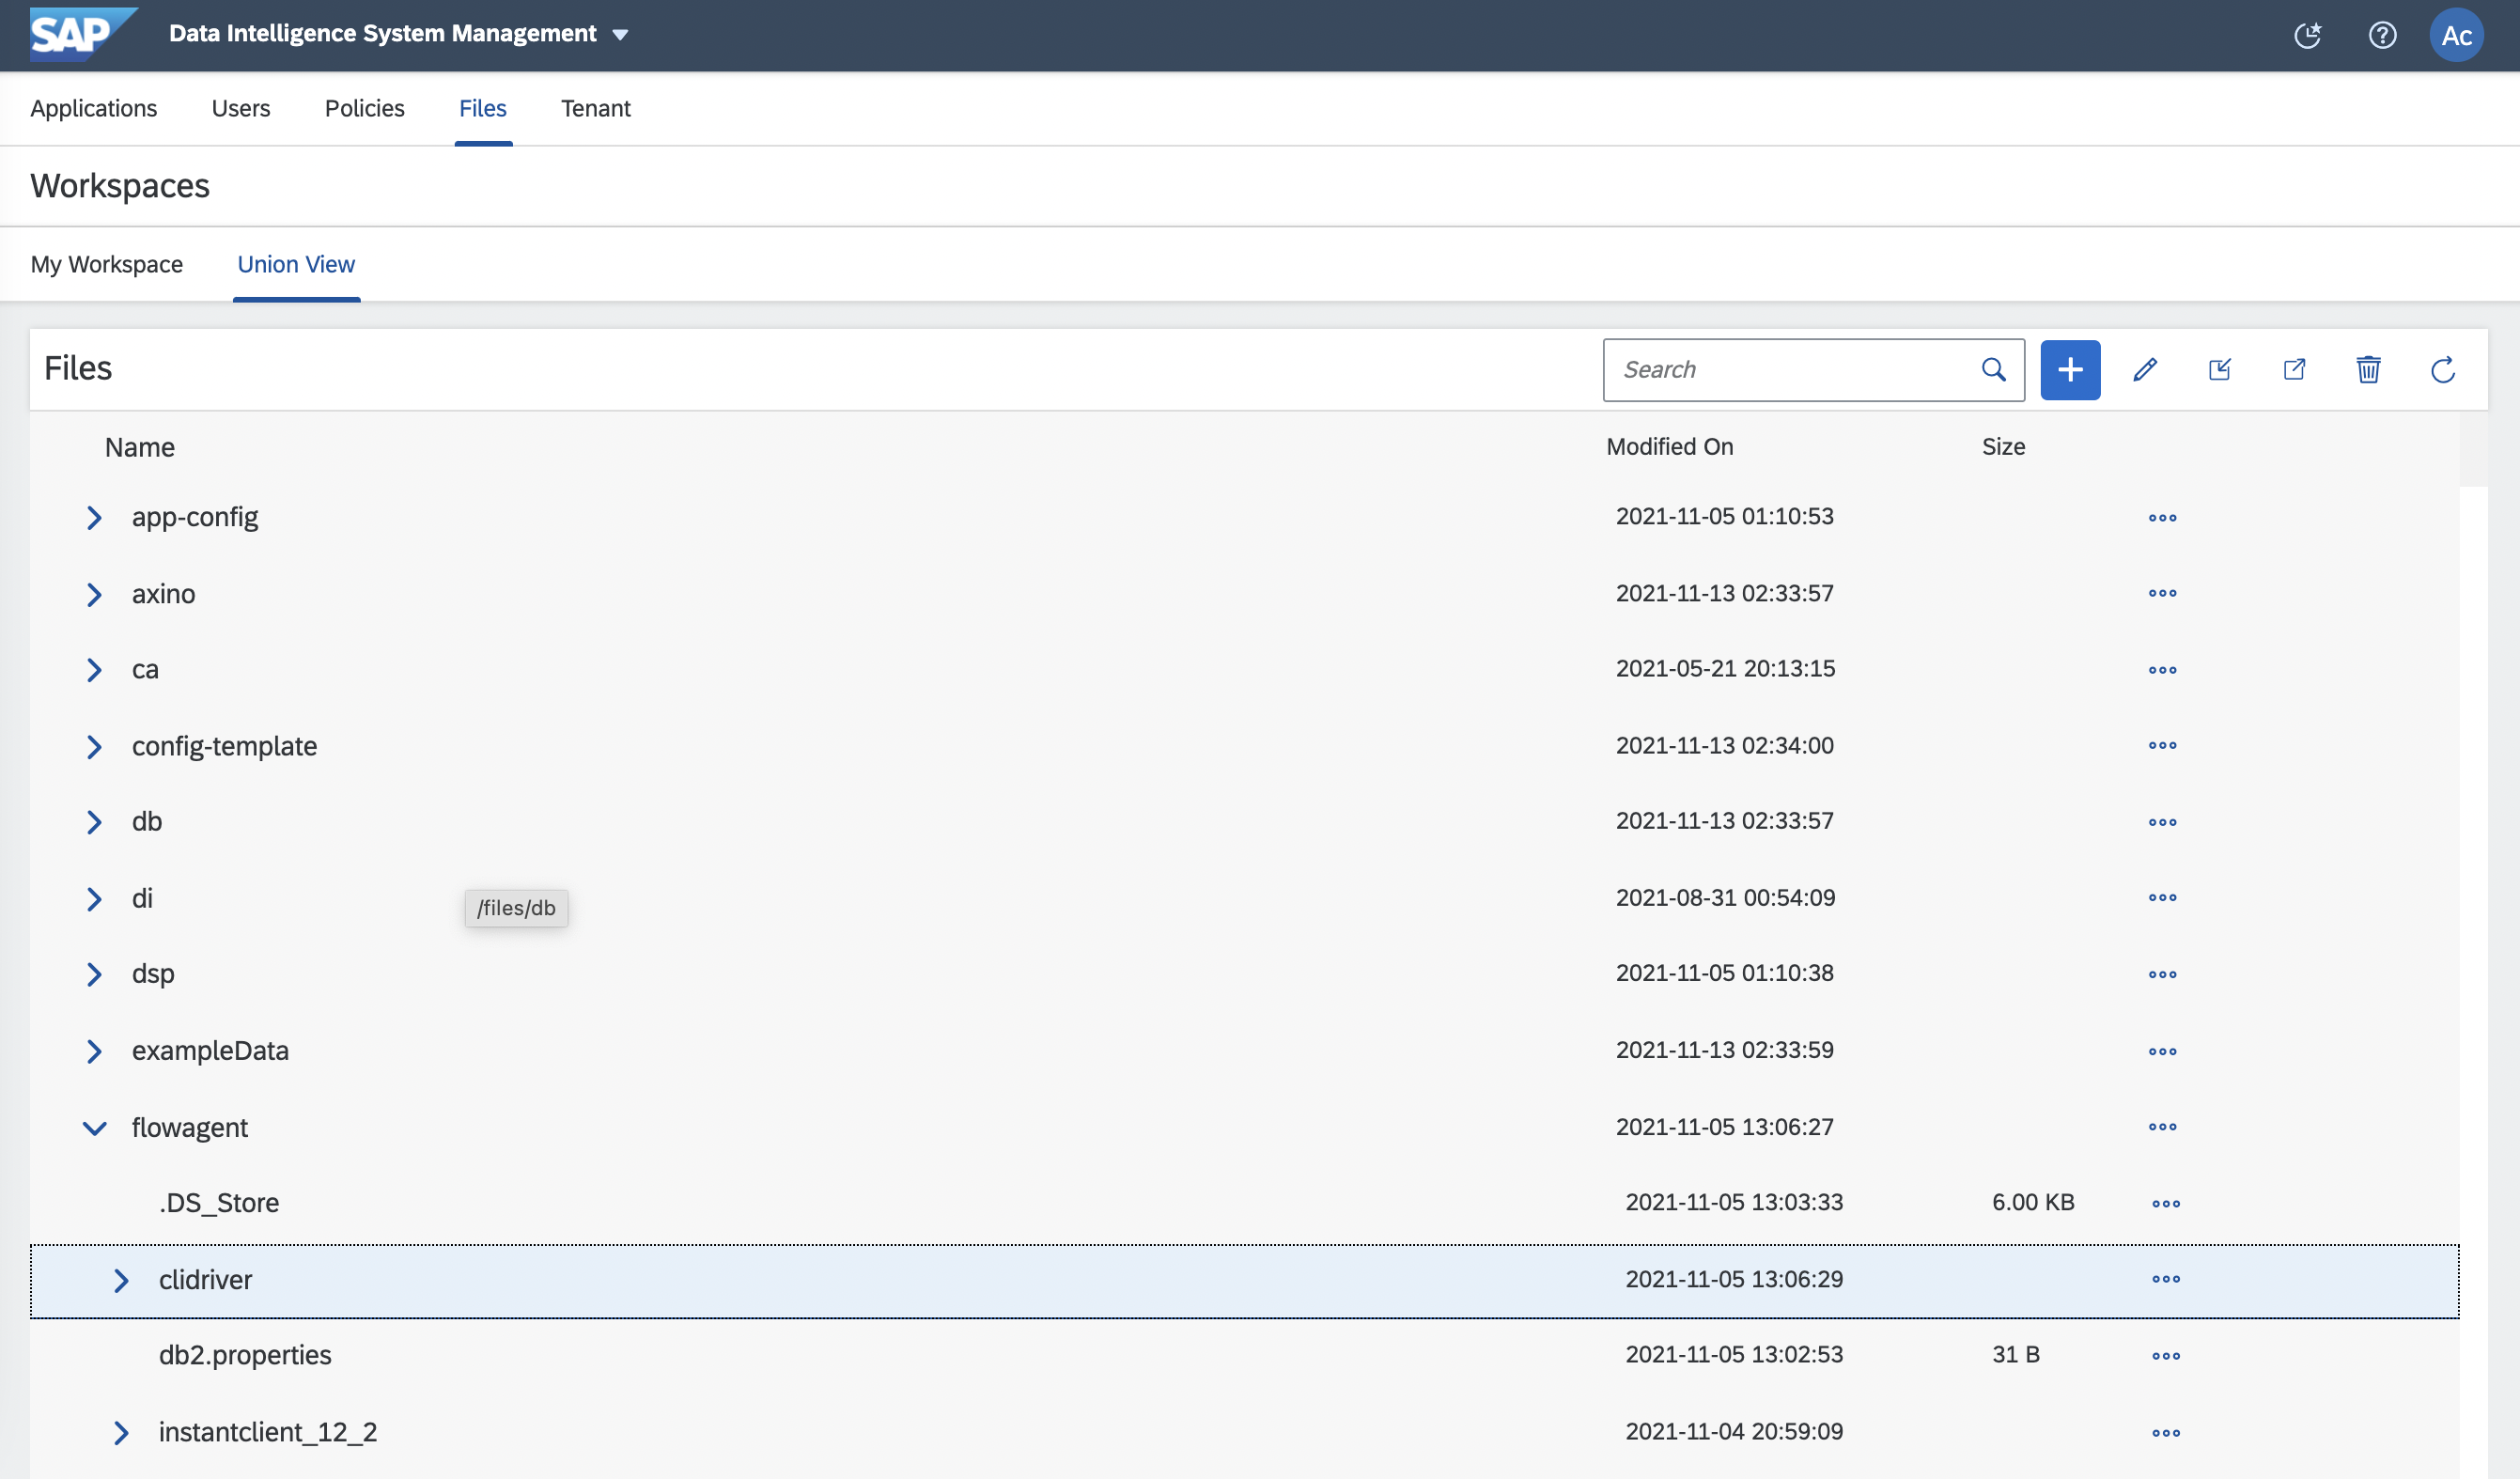 SAP Data Intelligence System Management Ac
Applications Users Policies Files Tenant
Workspaces
My Workspace Union View
Files Search
Name Modified On Size
app-config 2021-11-05 01:10:53
axino 2021-11-13 02:33:57
ca 2021-05-21 20:13:15
config-template 2021-11-13 02:34:00
db 2021-11-13 02:33:57
di 2021-08-31 00:54:09
/files/db
dsp 2021-11-05 01:10:38
exampleData 2021-11-13 02:33:59
flowagent 2021-11-05 13:06:27
.DS_Store 2021-11-05 13:03:33 6.00 KB
clidriver 2021-11-05 13:06:29
db2.properties 2021-11-05 13:02:53 31 B
instantclient_12_2 2021-11-04 20:59:09